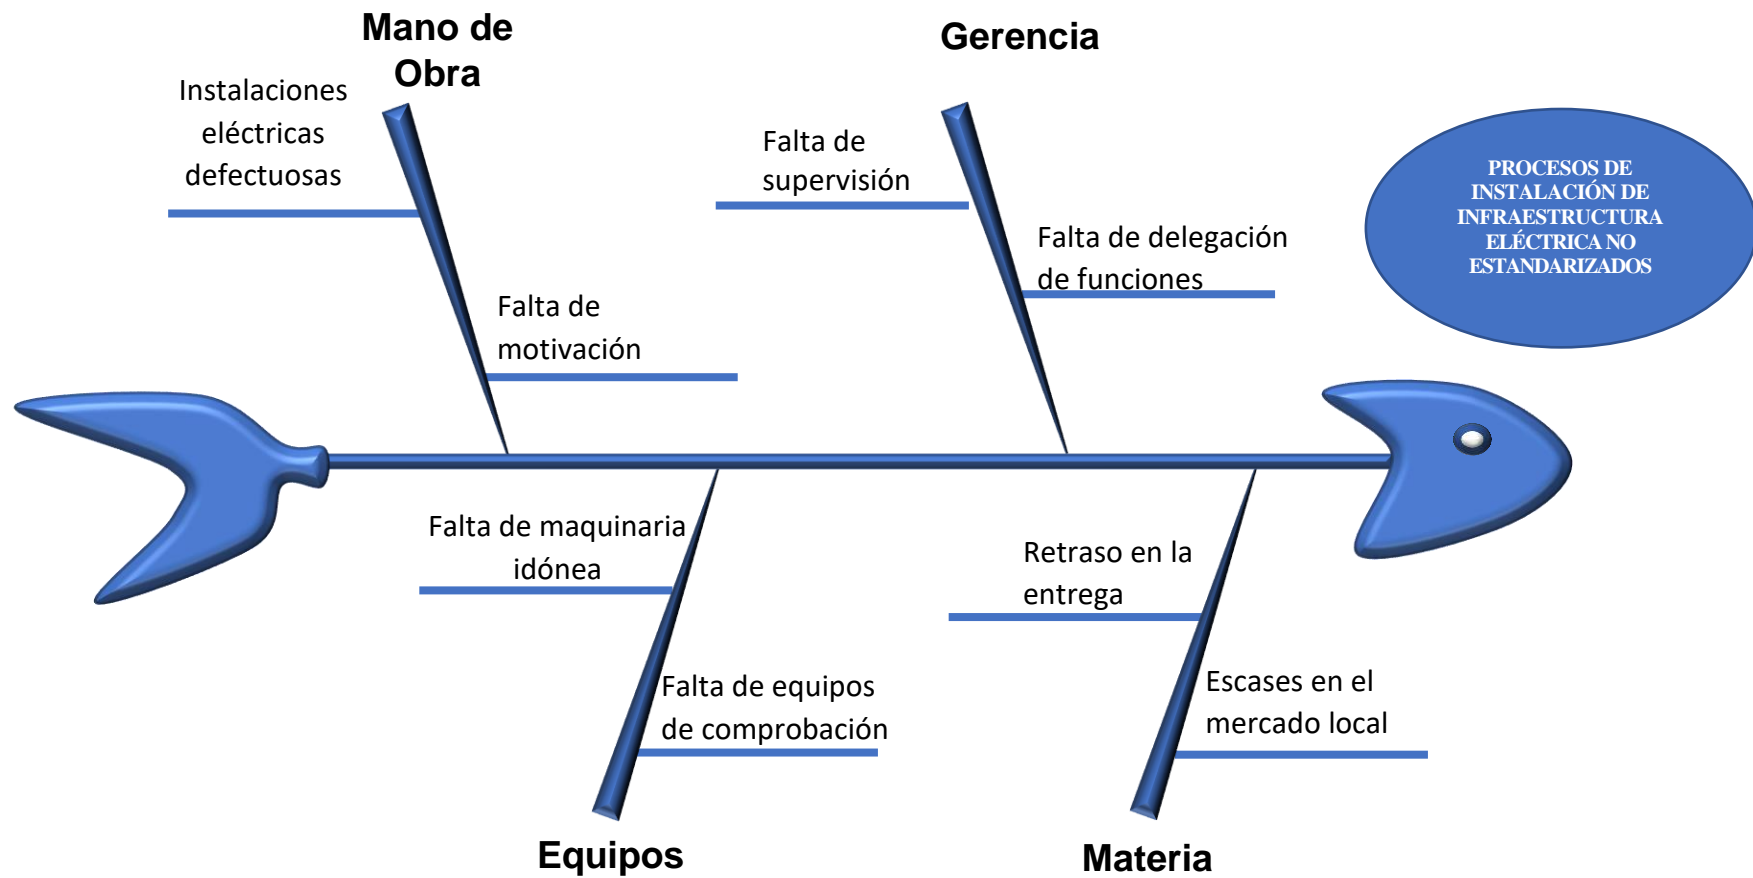 Mano de
Obra
Gerencia
Instalaciones
eléctricas
defectuosas
Falta de
supervisión
PROCESOS DE
INSTALACIÓN DE
INFRAESTRUCTURA
ELÉCTRICA NO
ESTANDARIZADOS
Falta de delegación
de funciones
Falta de
motivación
Falta de maquinaria
idónea
Retraso en la
entrega
Falta de equipos
de comprobación
Escases en el
mercado local
Equipos
Materia